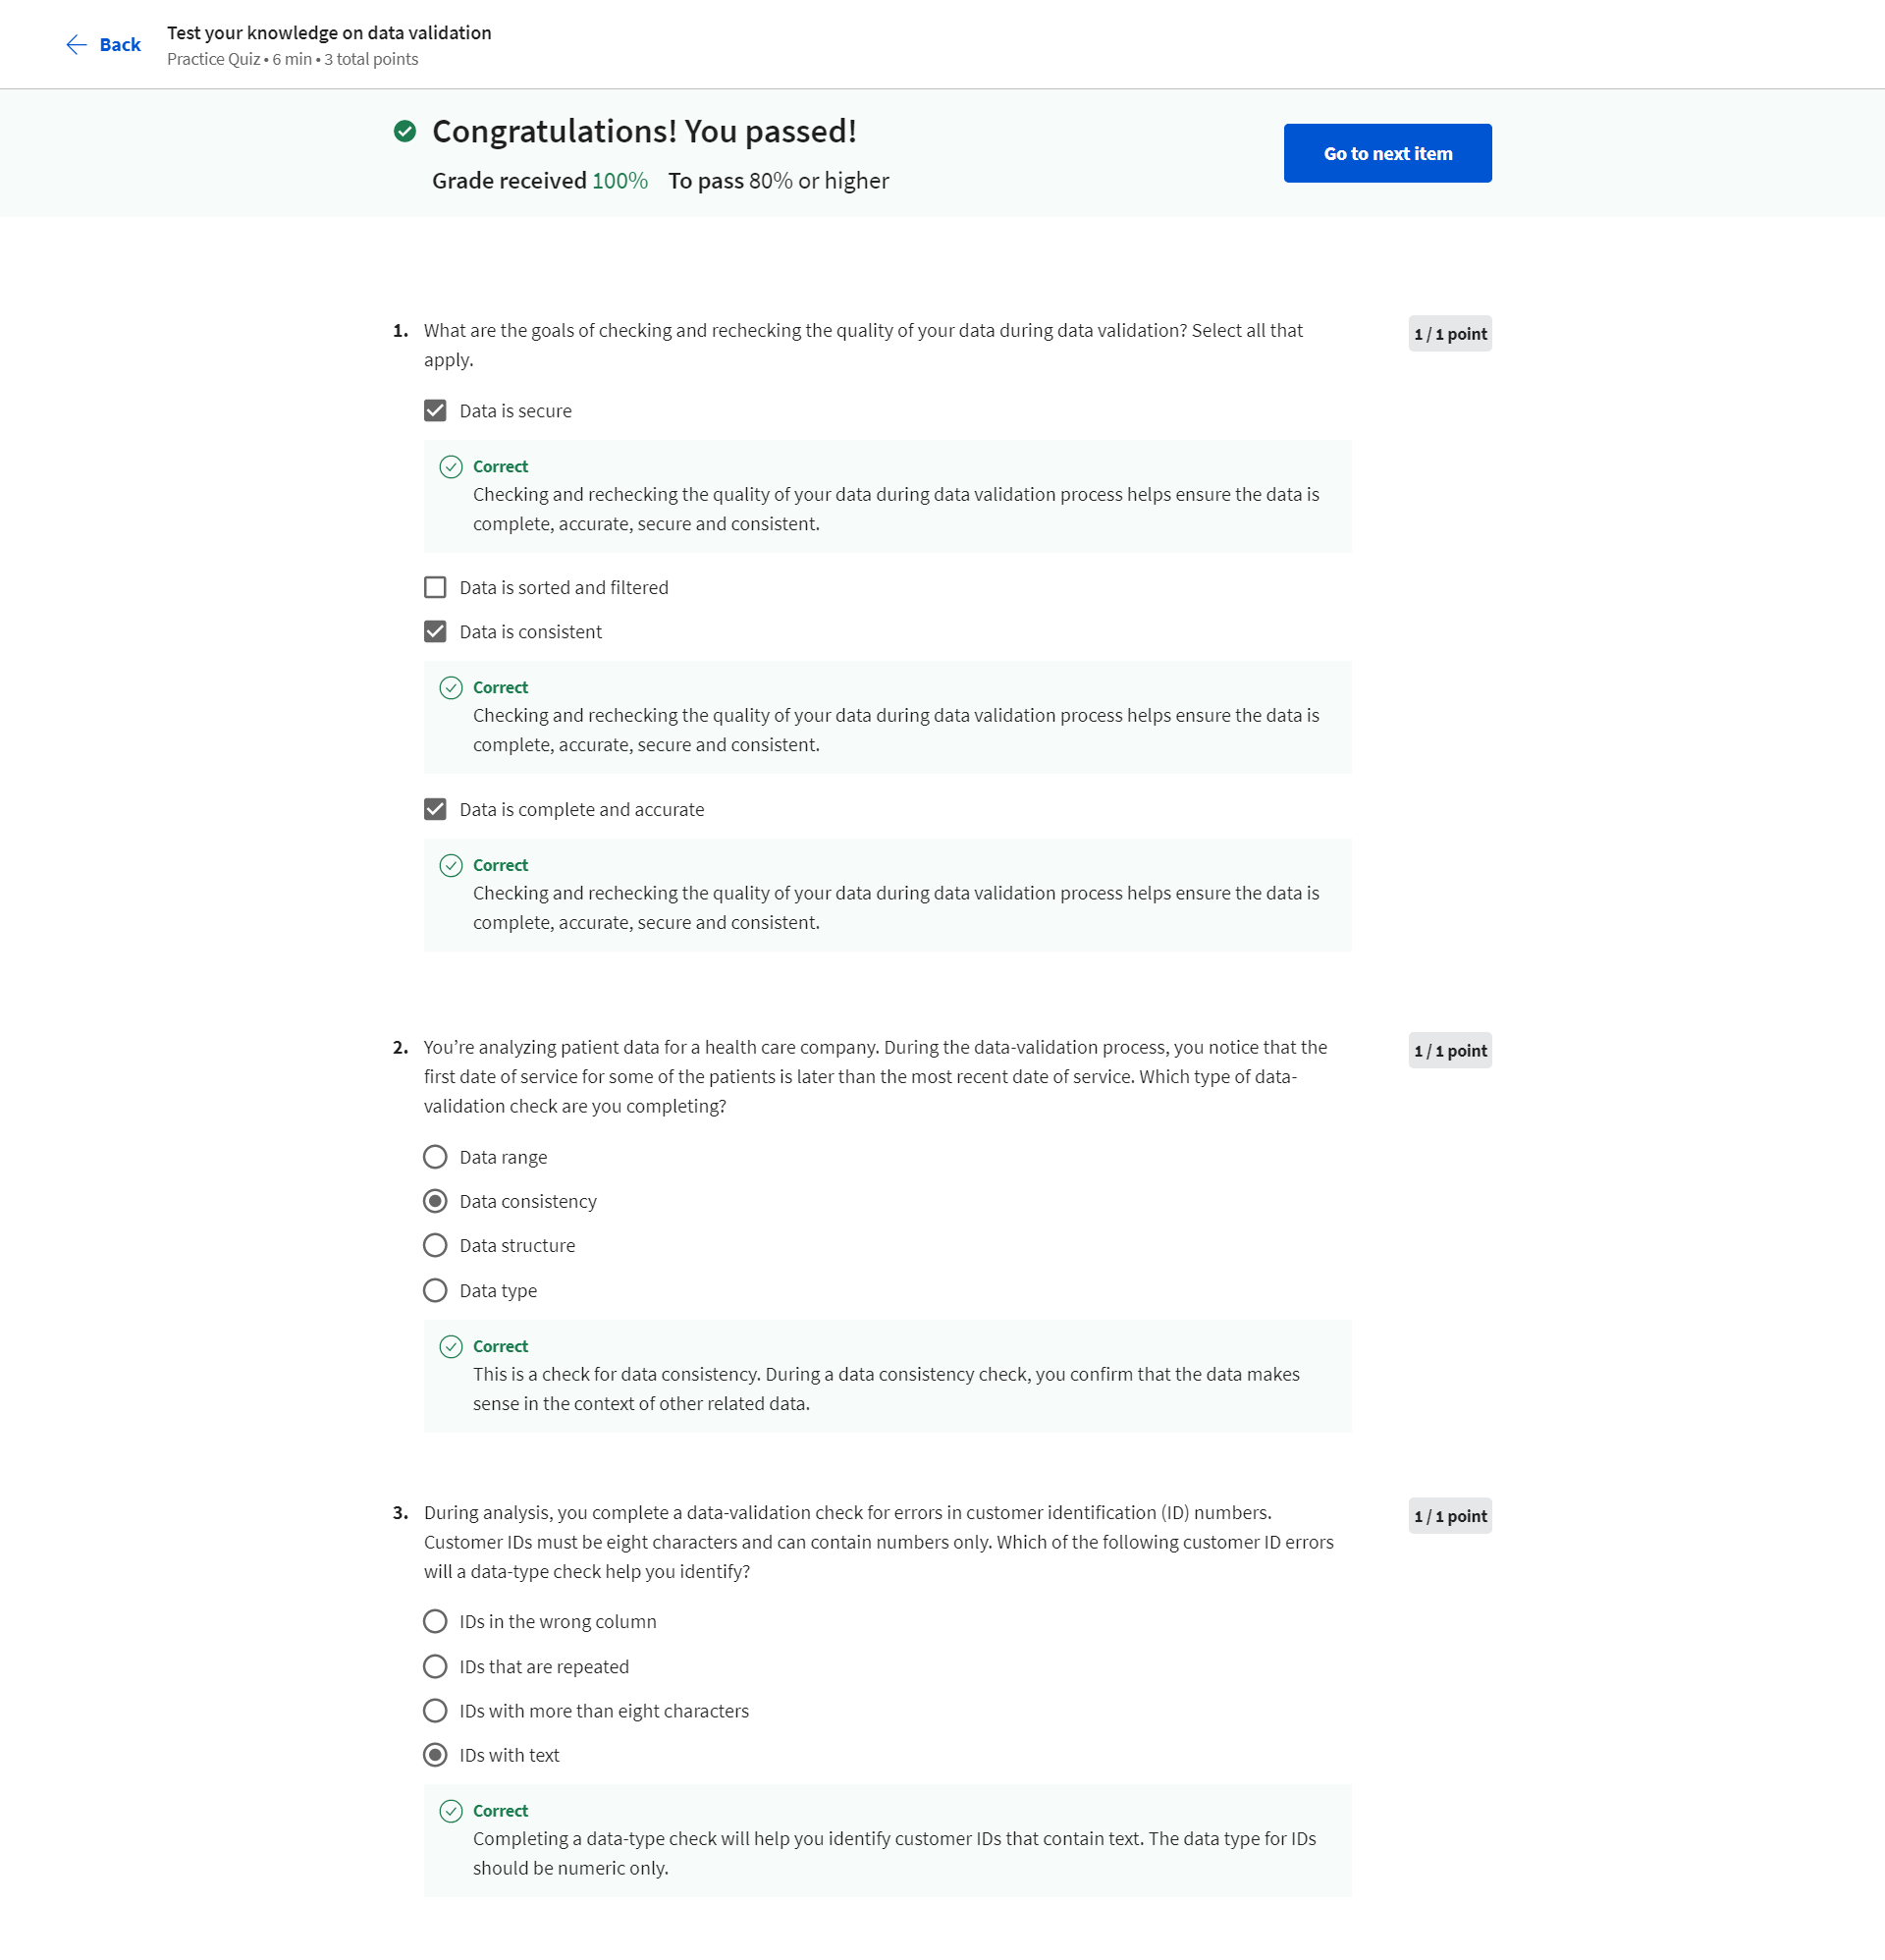 Back
Test your knowledge on data validation
Practice Quiz • 6 min • 3 total points
Congratulations! You passed!
Grade received 100% To pass 80% or higher
Go to next item
1. What are the goals of checking and rechecking the quality of your data during data validation? Select all that
apply.
1 / 1 point
Data is secure
Correct
Checking and rechecking the quality of your data during data validation process helps ensure the data is
complete, accurate, secure and consistent.
Data is sorted and filtered
Data is consistent
Correct
Checking and rechecking the quality of your data during data validation process helps ensure the data is
complete, accurate, secure and consistent.
Data is complete and accurate
Correct
Checking and rechecking the quality of your data during data validation process helps ensure the data is
complete, accurate, secure and consistent.
2. You’re analyzing patient data for a health care company. During the data-validation process, you notice that the
first date of service for some of the patients is later than the most recent date of service. Which type of data-
validation check are you completing?
1 / 1 point
Data range
Data consistency
Data structure
Data type
Correct
This is a check for data consistency. During a data consistency check, you confirm that the data makes
sense in the context of other related data.
3. During analysis, you complete a data-validation check for errors in customer identification (ID) numbers.
Customer IDs must be eight characters and can contain numbers only. Which of the following customer ID errors
will a data-type check help you identify?
1 / 1 point
IDs in the wrong column
IDs that are repeated
IDs with more than eight characters
IDs with text
Correct
Completing a data-type check will help you identify customer IDs that contain text. The data type for IDs
should be numeric only.